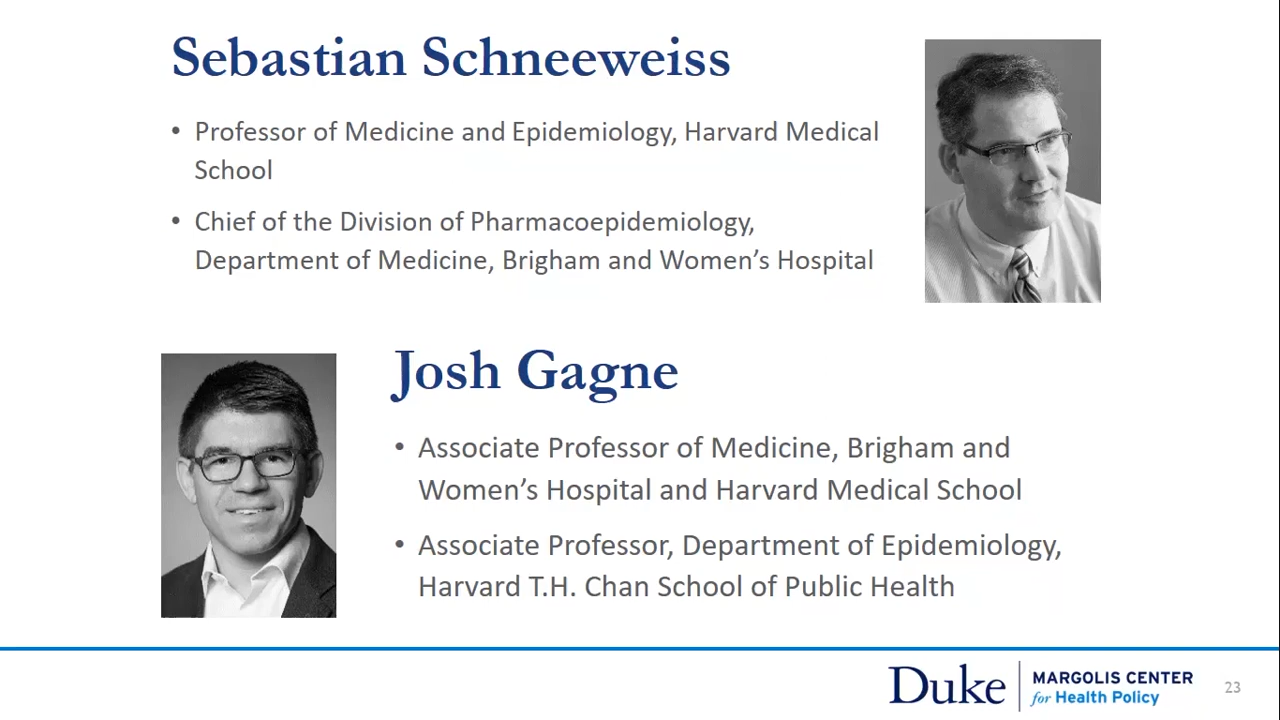 Sebastian Schneeweiss
• Professor of Medicine and Epidemiology, Harvard Medical
School
• Chief of the Division of Pharmacoepidemiology,
Department of Medicine, Brigham and Women’s Hospital
Josh Gagne
• Associate Professor of Medicine, Brigham and
Women’s Hospital and Harvard Medical School
• Associate Professor, Department of Epidemiology,
Harvard T.H. Chan School of Public Health
Duke
MARGOLIS CENTER
for Health Policy
23